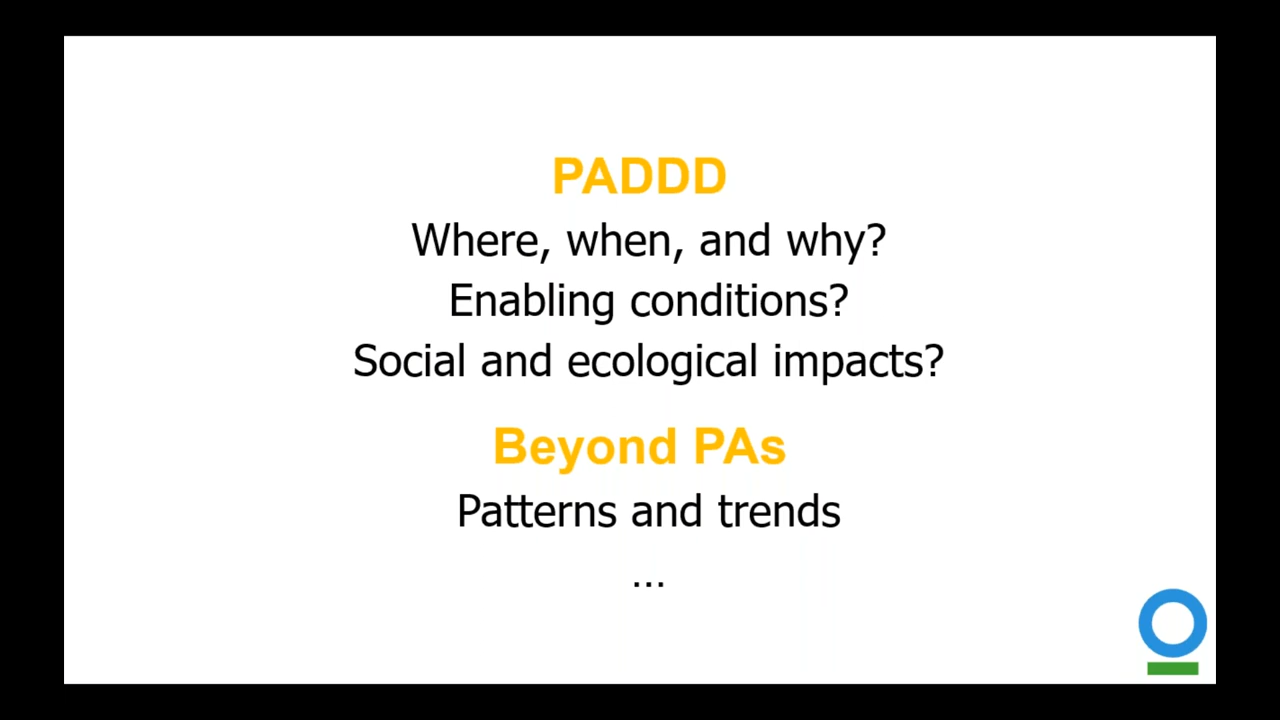 PADDD
Where, when, and why?
Enabling conditions?
Social and ecological impacts?
Beyond PAs
Patterns and trends
...